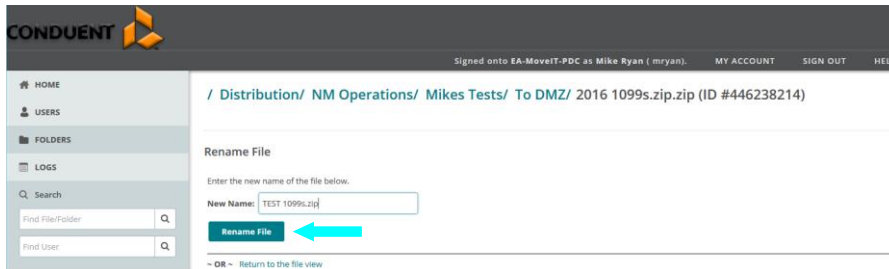 CONDUENT
Signed onto EA-MoveIT-PDC as Mike Ryan ( mryan). MY ACCOUNT SIGN OUT HEL
HOME
USERS
FOLDERS
LOGS
Search
Find File/Folder
Find User
/ Distribution/ NM Operations/ Mikes Tests/ To DMZ/ 2016 1099s.zip.zip (ID #446238214)
Rename File
Enter the new name of the file below.
New Name: TEST 1099s.zip
Rename File
~ OR ~ Return to the file view